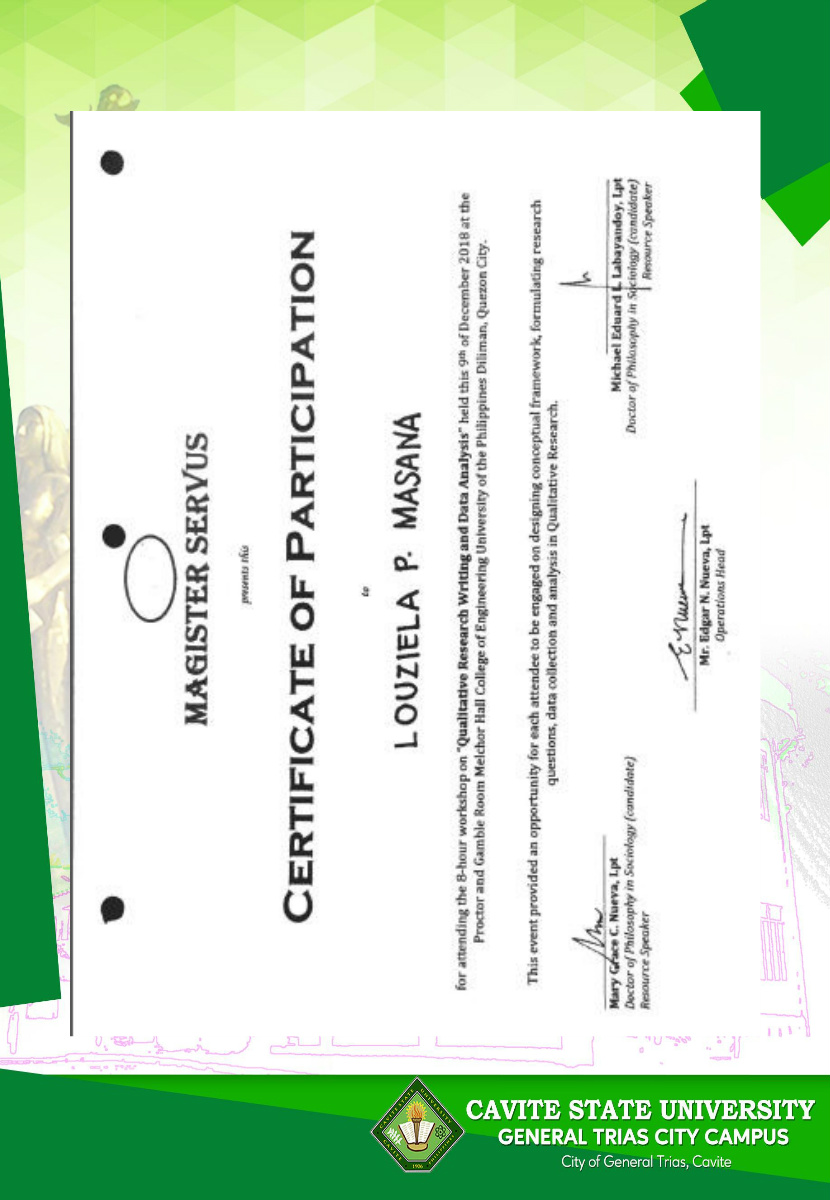 MAGISTER SERVUS
presents this
CERTIFICATE OF PARTICIPATION
to
LOUZIELA P. MASANA
for attending the 8-hour workshop on "Qualitative Research Writing and Data Analysis" held this 9th of December 2018 at the
Proctor and Gamble Room Melchor Hall College of Engineering University of the Philippines Diliman, Quezon City.
This event provided an opportunity for each attendee to be engaged on designing conceptual framework, formulating research
questions, data collection and analysis in Qualitative Research.
Mary Grace C. Nueva, Lpt
Doctor of Philosophy in Sociology (candidate)
Resource Speaker
E Nueva
Mr. Edgar N. Nueva, Lpt
Operations Head
Michael Eduard L. Labayandoy, Lpt
Doctor of Philosophy in Sociology (candidate)
Resource Speaker
CAVITE STATE UNIVERSITY
GENERAL TRIAS CITY CAMPUS
City of General Trias, Cavite
1906